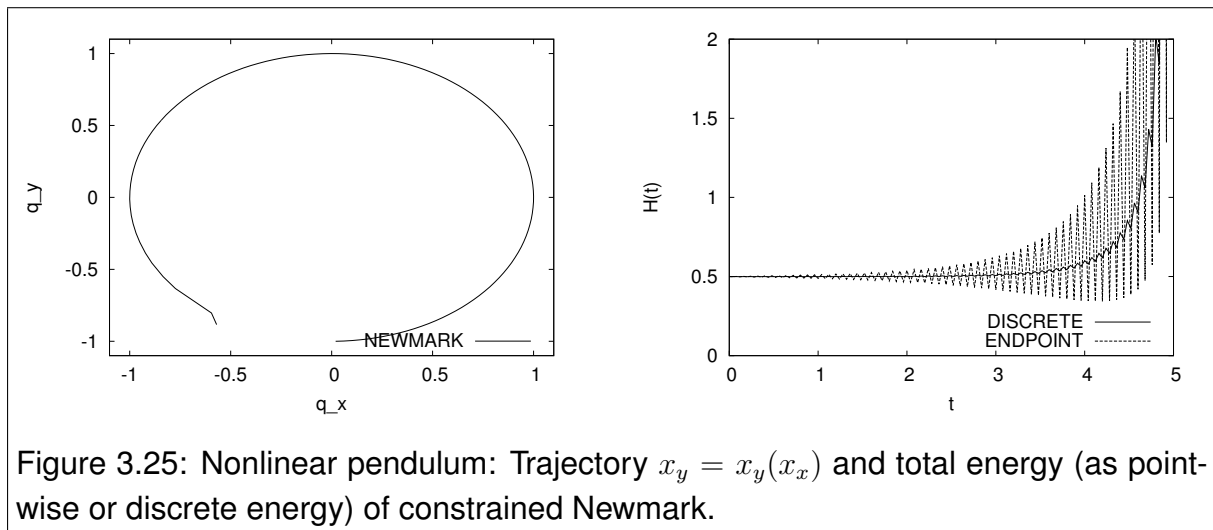 1
0.5
0
-0.5
-1
-1 -0.5 0 0.5 1
q_y
q_x
NEWMARK
2
1.5
1
0.5
0
0 1 2 3 4 5
H(t)
t
DISCRETE
ENDPOINT
Figure 3.25: Nonlinear pendulum: Trajectory x_y = x_y(x_x) and total energy (as point-
wise or discrete energy) of constrained Newmark.